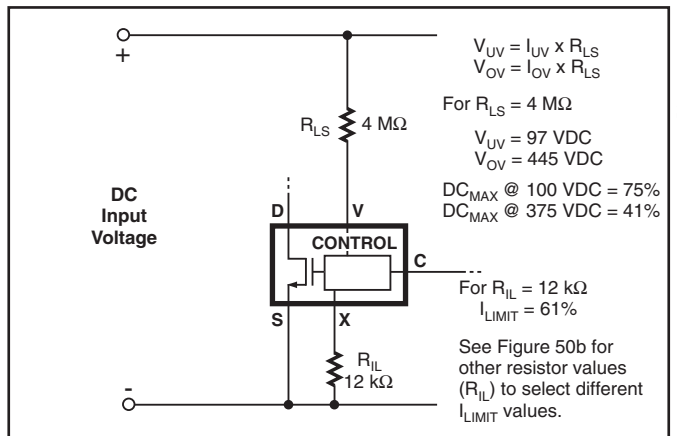 +
R_LS
4 MΩ
DC
Input
Voltage
D
V
CONTROL
C
S
X
R_IL
12 kΩ
-
V_UV = I_UV x R_LS
V_OV = I_OV x R_LS
For R_LS = 4 MΩ
V_UV = 97 VDC
V_OV = 445 VDC
DC_MAX @ 100 VDC = 75%
DC_MAX @ 375 VDC = 41%
For R_IL = 12 kΩ
I_LIMIT = 61%
See Figure 50b for
other resistor values
(R_IL) to select different
I_LIMIT values.